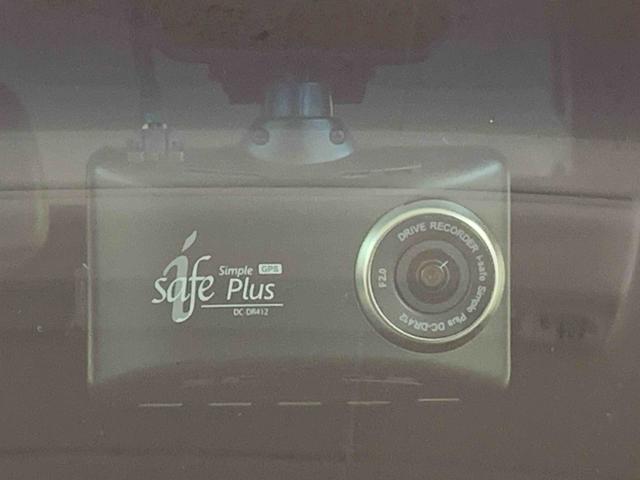 i safe Simple GPS
Plus
DC-DR412
DRIVE RECORDER i-safe Simple Plus DC-DR412
F2.0